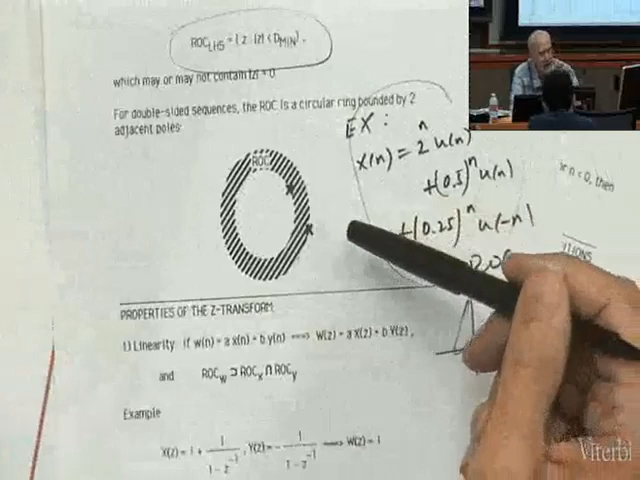 ROC_LHS = { z |z| < D_MIN } .
which may or may not contain |z| = 0
For double-sided sequences, the ROC is a circular ring bounded by 2
adjacent poles
ROC
EX :
x(n) = 2^n u(n)
+(0.5)^n u(n)
+(0.25)^n u(-n)
n < 0, then
PROPERTIES OF THE Z-TRANSFORM
1) Linearity if w(n) = a x(n) + b y(n) ⟹ W(z) = a X(z) + b Y(z) ,
and ROC_W ⊃ ROC_X ∩ ROC_Y
Example
X(z) = 1 + 1/(1 - z^-1) , Y(z) = - 1/(1 - z^-1) ⟹ W(z) = 1
Viterbi